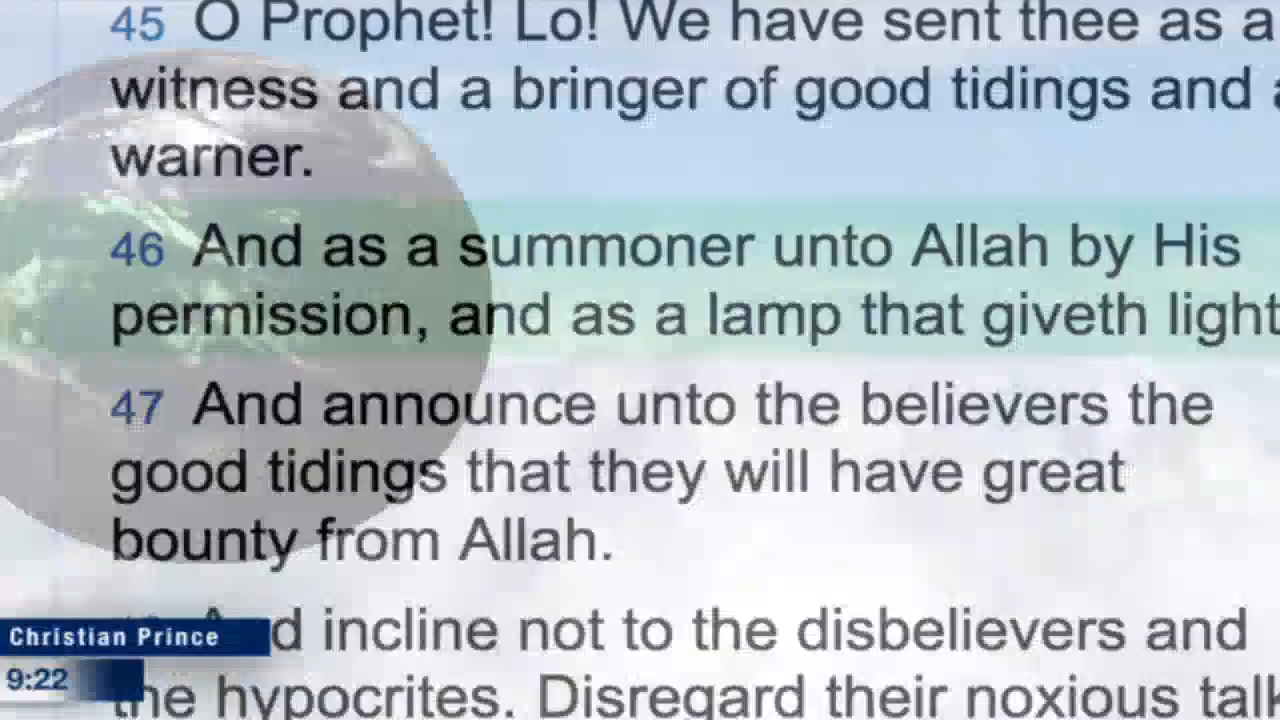 45 O Prophet! Lo! We have sent thee as a
witness and a bringer of good tidings and
warner.
46 And as a summoner unto Allah by His
permission, and as a lamp that giveth light
47 And announce unto the believers the
good tidings that they will have great
bounty from Allah.
incline not to the disbelievers and
the hypocrites. Disregard their noxious talk
Christian Prince
9:22